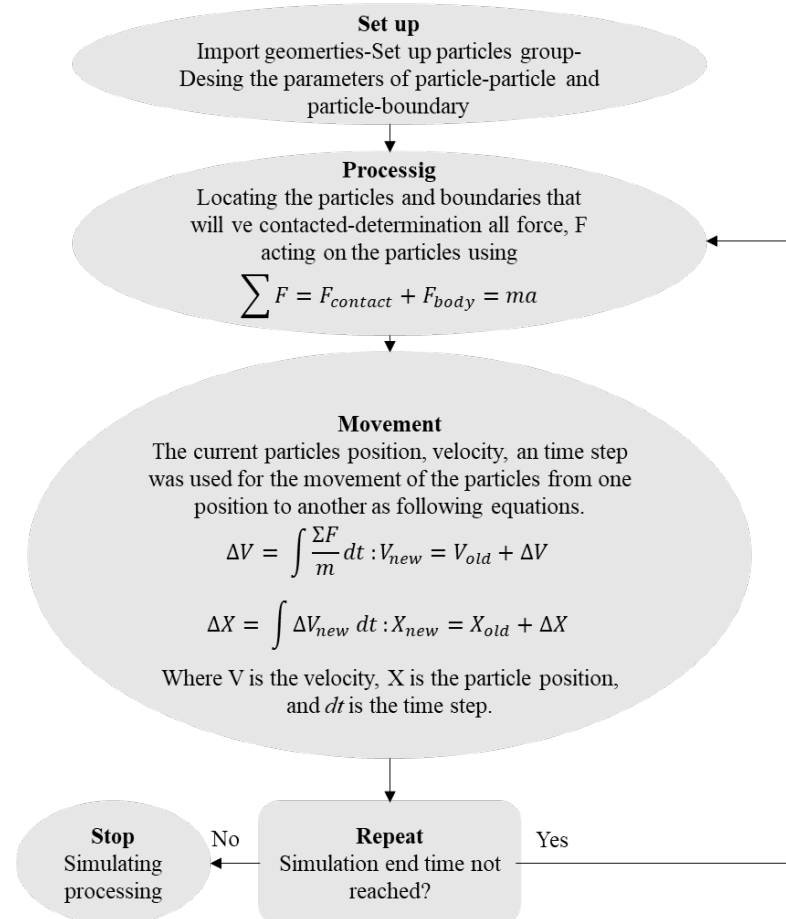 Set up
Import geomerties-Set up particles group-
Desing the parameters of particle-particle and
particle-boundary
Processig
Locating the particles and boundaries that
will ve contacted-determination all force, F
acting on the particles using
∑ F = F_contact + F_body = ma
Movement
The current particles position, velocity, an time step
was used for the movement of the particles from one
position to another as following equations.
ΔV = ∫ ΣF/m dt : V_new = V_old + ΔV
ΔX = ∫ ΔV_new dt : X_new = X_old + ΔX
Where V is the velocity, X is the particle position,
and dt is the time step.
Stop
Simulating
processing
No
Repeat
Simulation end time not
reached?
Yes